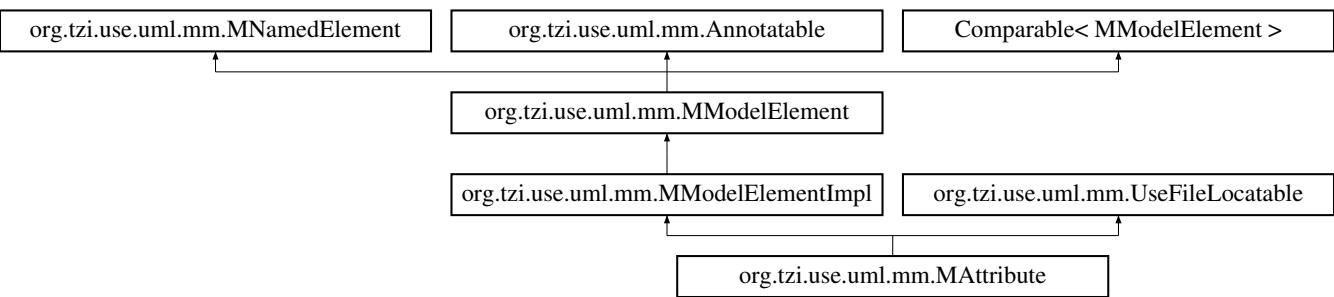 org.tzi.use.uml.mm.MNamedElement
org.tzi.use.uml.mm.Annotatable
Comparable< MModelElement >
org.tzi.use.uml.mm.MModelElement
org.tzi.use.uml.mm.MModelElementImpl
org.tzi.use.uml.mm.UseFileLocatable
org.tzi.use.uml.mm.MAttribute